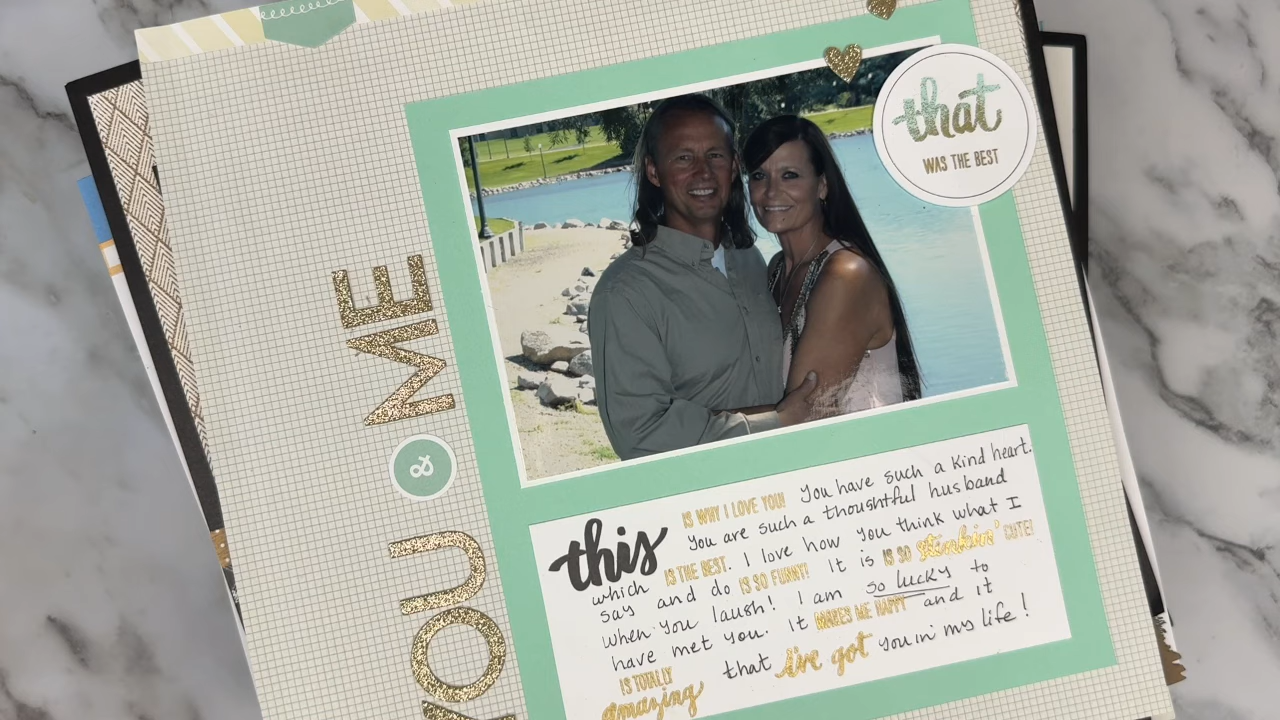 that
WAS THE BEST
YOU & ME
this IS WHY I LOVE YOU! You have such a kind heart.
You are such a thoughtful husband
which IS THE BEST. I love how you think what I
say and do IS SO FUNNY! It is IS SO stinkin' CUTE!
when you laugh! I am so lucky to
have met you. It MAKES ME HAPPY and it
IS TOTALLY amazing that i've got you in my life!